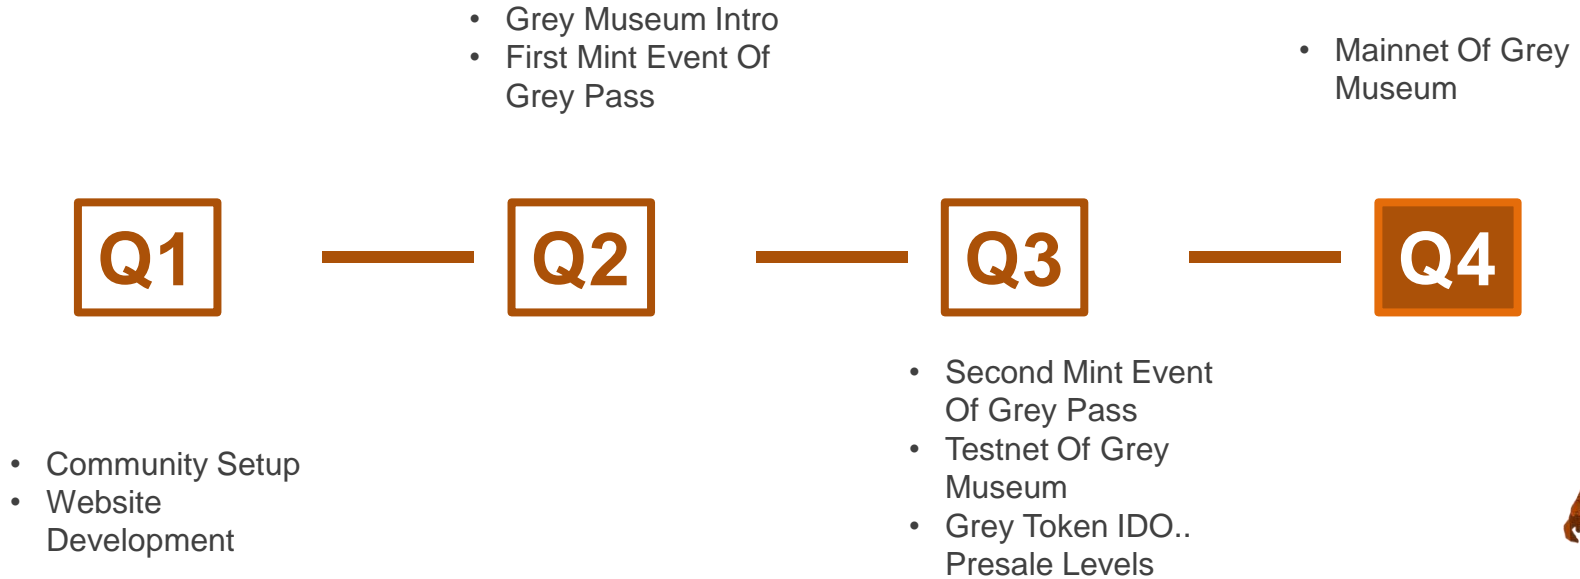 • Grey Museum Intro
• First Mint Event Of
Grey Pass
• Mainnet Of Grey
Museum
Q1
Q2
Q3
Q4
• Community Setup
• Website
Development
• Second Mint Event
Of Grey Pass
• Testnet Of Grey
Museum
• Grey Token IDO..
Presale Levels